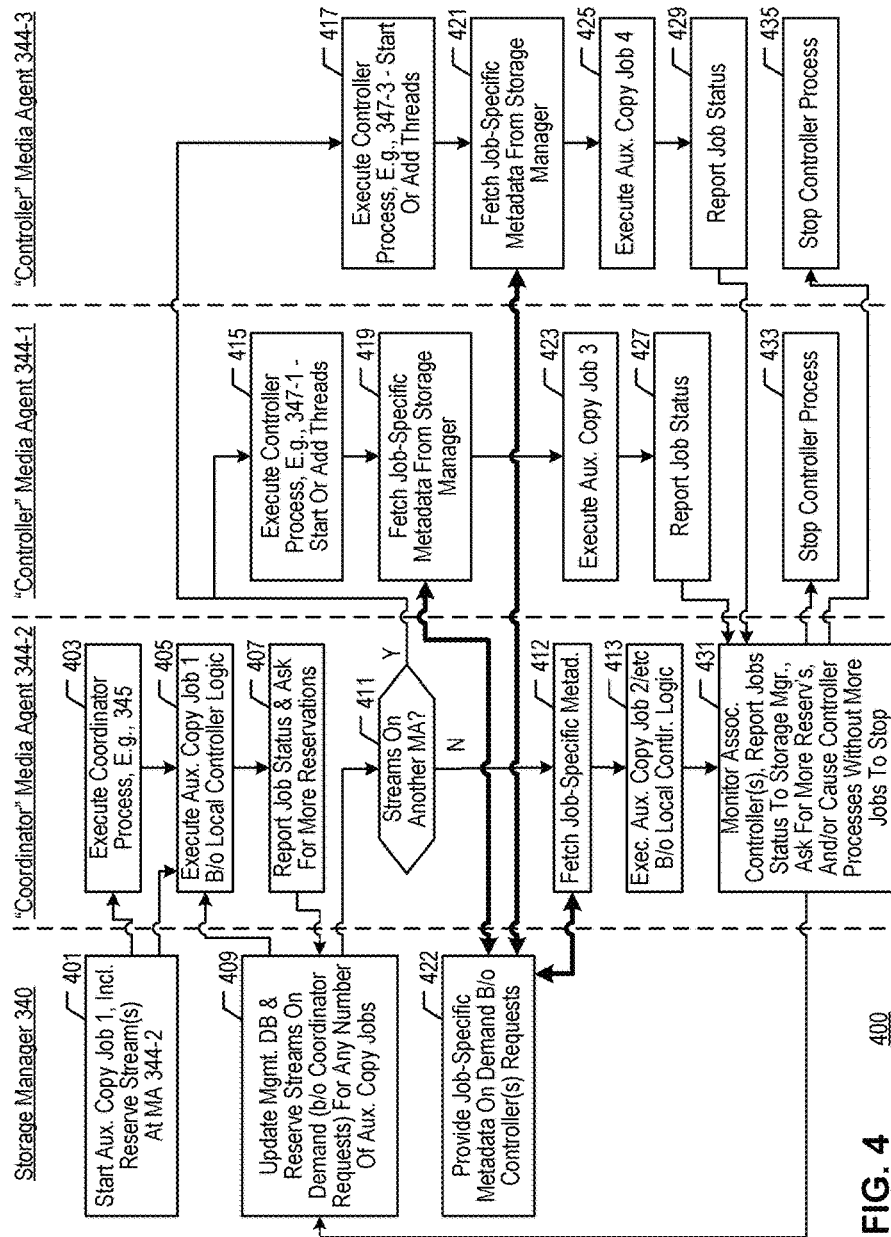 Storage Manager 340
401
Start Aux. Copy Job 1, Incl.
Reserve Stream(s)
At MA 344-2
409
Update Mgmt. DB &
Reserve Streams On
Demand (b/o Coordinator
Requests) For Any Number
Of Aux. Copy Jobs
422
Provide Job-Specific
Metadata On Demand B/o
Controller(s) Requests
"Coordinator" Media Agent 344-2
403
Execute Coordinator
Process, E.g., 345
405
Execute Aux. Copy Job 1
B/o Local Controller Logic
407
Report Job Status & Ask
For More Reservations
411
Streams On
Another MA?
Y
N
412
Fetch Job-Specific Metad.
413
Exec. Aux. Copy Job 2/etc
B/o Local Contlr. Logic
431
Monitor Assoc.
Controller(s), Report Jobs
Status To Storage Mgr.,
Ask For More Reserv's,
And/or Cause Controller
Processes Without More
Jobs To Stop
"Controller" Media Agent 344-1
415
Execute Controller
Process, E.g., 347-1 -
Start Or Add Threads
419
Fetch Job-Specific
Metadata From Storage
Manager
423
Execute Aux. Copy Job 3
427
Report Job Status
433
Stop Controller Process
"Controller" Media Agent 344-3
417
Execute Controller
Process, E.g., 347-3 - Start
Or Add Threads
421
Fetch Job-Specific
Metadata From Storage
Manager
425
Execute Aux. Copy Job 4
429
Report Job Status
435
Stop Controller Process
400
FIG. 4